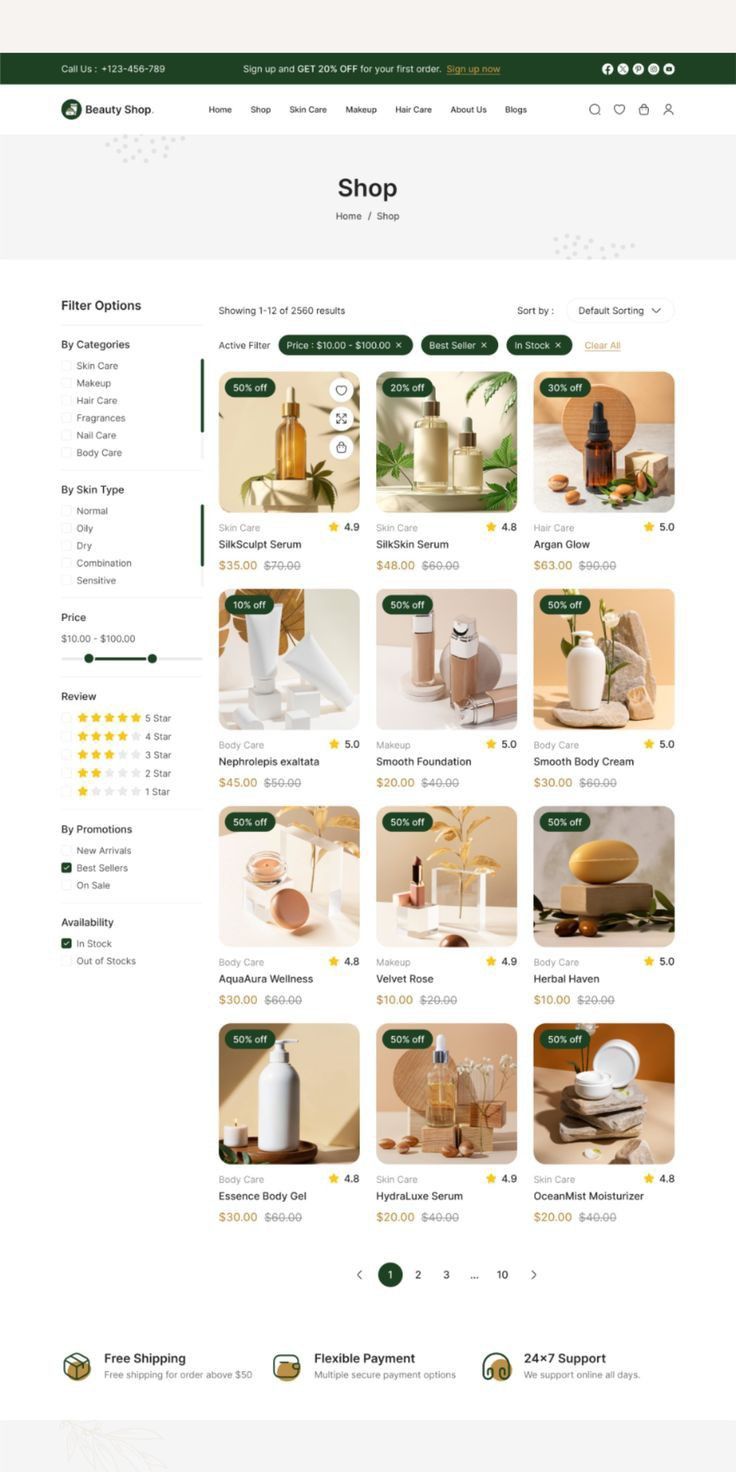 Call Us : +123-456-789
Sign up and GET 20% OFF for your first order. Sign up now
Beauty Shop.
Home Shop Skin Care Makeup Hair Care About Us Blogs
Shop
Home / Shop
Filter Options
By Categories
Skin Care
Makeup
Hair Care
Fragrances
Nail Care
Body Care
By Skin Type
Normal
Oily
Dry
Combination
Sensitive
Price
$10.00 - $100.00
Review
5 Star
4 Star
3 Star
2 Star
1 Star
By Promotions
New Arrivals
Best Sellers
On Sale
Availability
In Stock
Out of Stocks
Showing 1-12 of 2560 results
Sort by : Default Sorting
Active Filter Price : $10.00 - $100.00 × Best Seller × In Stock × Clear All
50% off 20% off 30% off
Skin Care 4.9 Skin Care 4.8 Hair Care 5.0
SilkSculpt Serum SilkSkin Serum Argan Glow
$35.00 $70.00 $48.00 $60.00 $63.00 $90.00
10% off 50% off 50% off
Body Care 5.0 Makeup 5.0 Body Care 5.0
Nephrolepis exaltata Smooth Foundation Smooth Body Cream
$45.00 $50.00 $20.00 $40.00 $30.00 $60.00
50% off 50% off 50% off
Body Care 4.8 Makeup 4.9 Body Care 5.0
AquaAura Wellness Velvet Rose Herbal Haven
$30.00 $60.00 $10.00 $20.00 $10.00 $20.00
50% off 50% off 50% off
Body Care 4.8 Skin Care 4.9 Skin Care 4.8
Essence Body Gel HydraLuxe Serum OceanMist Moisturizer
$30.00 $60.00 $20.00 $40.00 $20.00 $40.00
1 2 3 ... 10
Free Shipping Flexible Payment 24×7 Support
Free shipping for order above $50 Multiple secure payment options We support online all days.